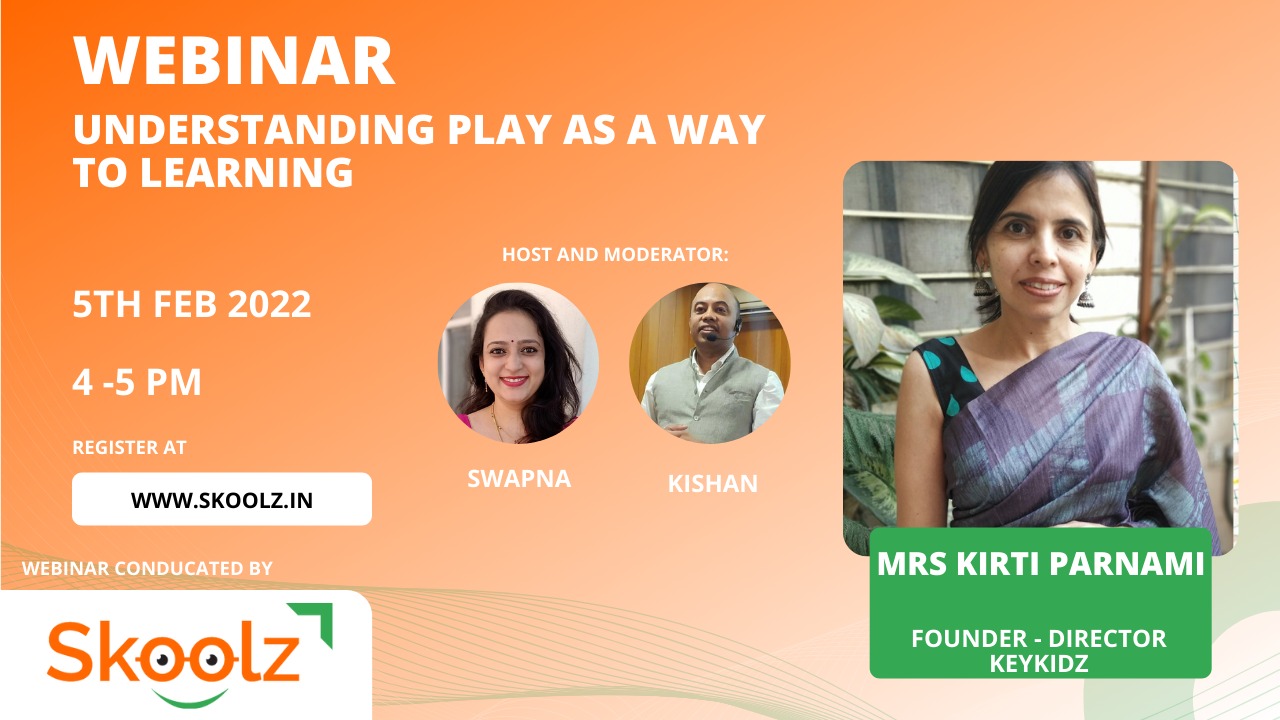 WEBINAR
UNDERSTANDING PLAY AS A WAY
TO LEARNING
HOST AND MODERATOR:
5TH FEB 2022
4 -5 PM
REGISTER AT
WWW.SKOOLZ.IN
SWAPNA
KISHAN
WEBINAR CONDUCATED BY
Skoolz
MRS KIRTI PARNAMI
FOUNDER - DIRECTOR
KEYKIDZ